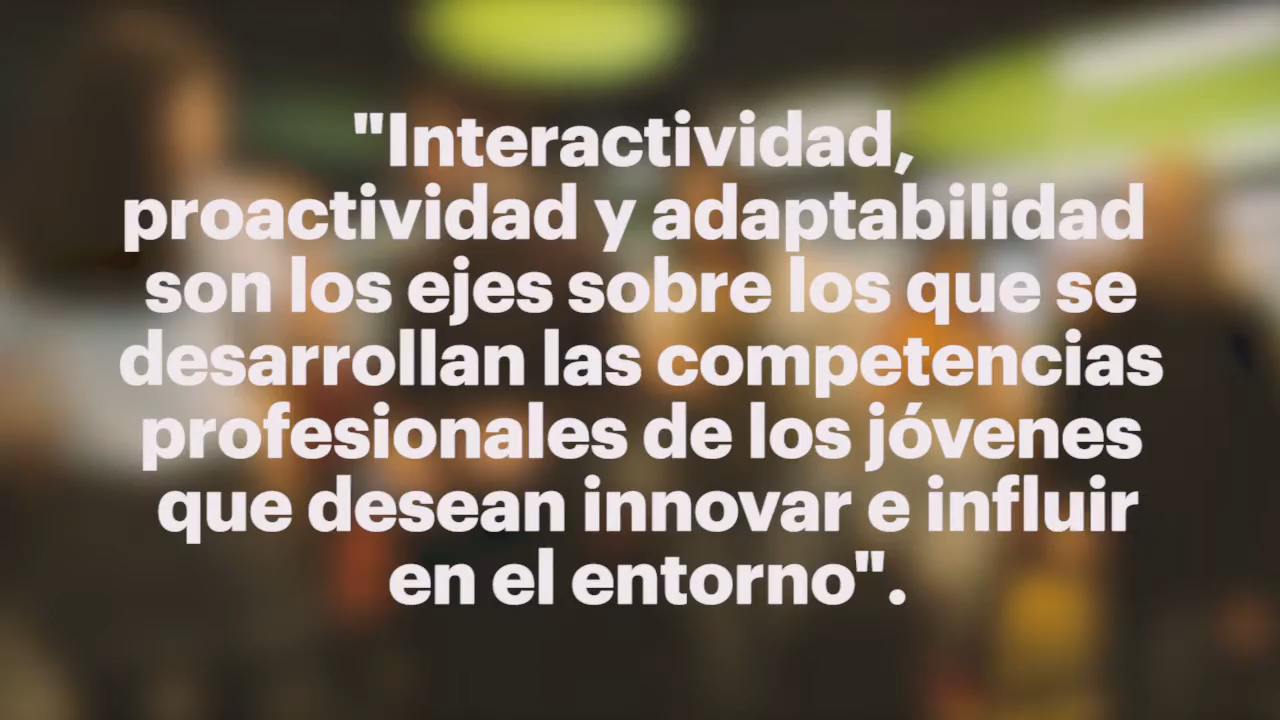 "Interactividad,
proactividad y adaptabilidad
son los ejes sobre los que se
desarrollan las competencias
profesionales de los jóvenes
que desean innovar e influir
en el entorno".